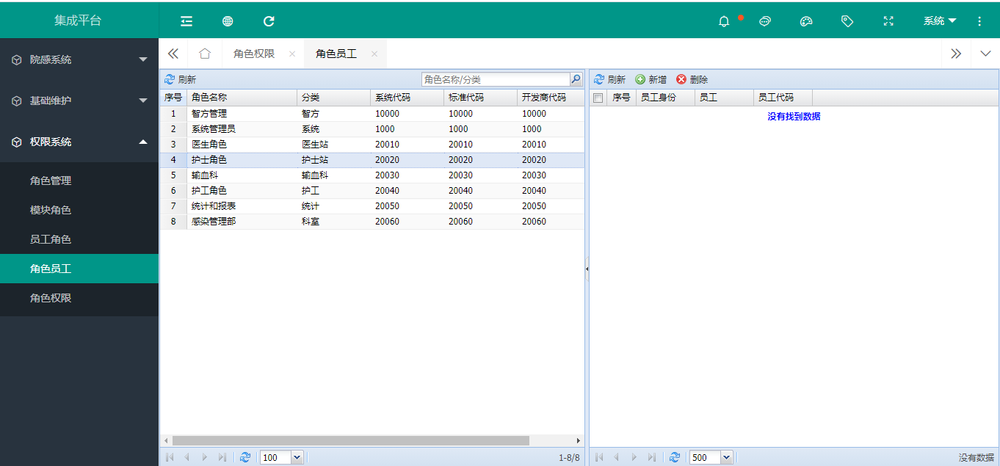 集成平台
系统
院感系统
基础维护
权限系统
角色管理
模块角色
员工角色
角色员工
角色权限
角色权限 角色员工
刷新 角色名称/分类
序号 角色名称 分类 系统代码 标准代码 开发商代码
1 智方管理 智方 10000 10000 10000
2 系统管理员 系统 1000 1000 1000
3 医生角色 医生站 20010 20010 20010
4 护士角色 护士站 20020 20020 20020
5 输血科 输血科 20030 20030 20030
6 护工角色 护工 20040 20040 20040
7 统计和报表 统计 20050 20050 20050
8 感染管理部 科室 20060 20060 20060
100 1-8/8
刷新 新增 删除
序号 员工身份 员工 员工代码
没有找到数据
500 没有数据